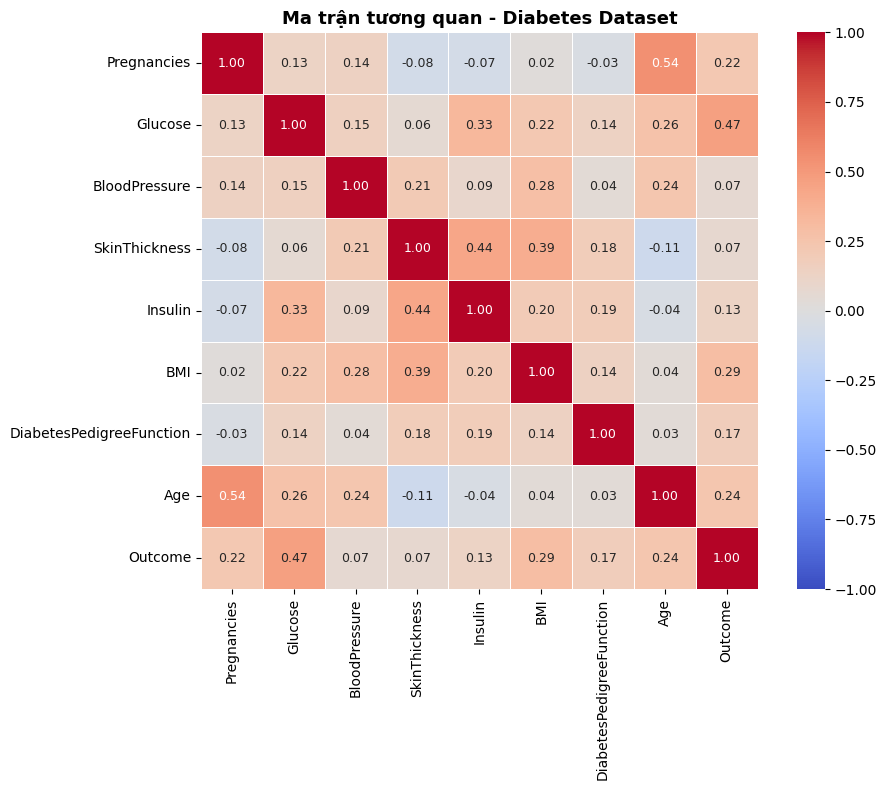 Ma trận tương quan - Diabetes Dataset
Pregnancies 1.00 0.13 0.14 -0.08 -0.07 0.02 -0.03 0.54 0.22
Glucose 0.13 1.00 0.15 0.06 0.33 0.22 0.14 0.26 0.47
BloodPressure 0.14 0.15 1.00 0.21 0.09 0.28 0.04 0.24 0.07
SkinThickness -0.08 0.06 0.21 1.00 0.44 0.39 0.18 -0.11 0.07
Insulin -0.07 0.33 0.09 0.44 1.00 0.20 0.19 -0.04 0.13
BMI 0.02 0.22 0.28 0.39 0.20 1.00 0.14 0.04 0.29
DiabetesPedigreeFunction -0.03 0.14 0.04 0.18 0.19 0.14 1.00 0.03 0.17
Age 0.54 0.26 0.24 -0.11 -0.04 0.04 0.03 1.00 0.24
Outcome 0.22 0.47 0.07 0.07 0.13 0.29 0.17 0.24 1.00
Pregnancies
Glucose
BloodPressure
SkinThickness
Insulin
BMI
DiabetesPedigreeFunction
Age
Outcome
1.00
0.75
0.50
0.25
0.00
−0.25
−0.50
−0.75
−1.00